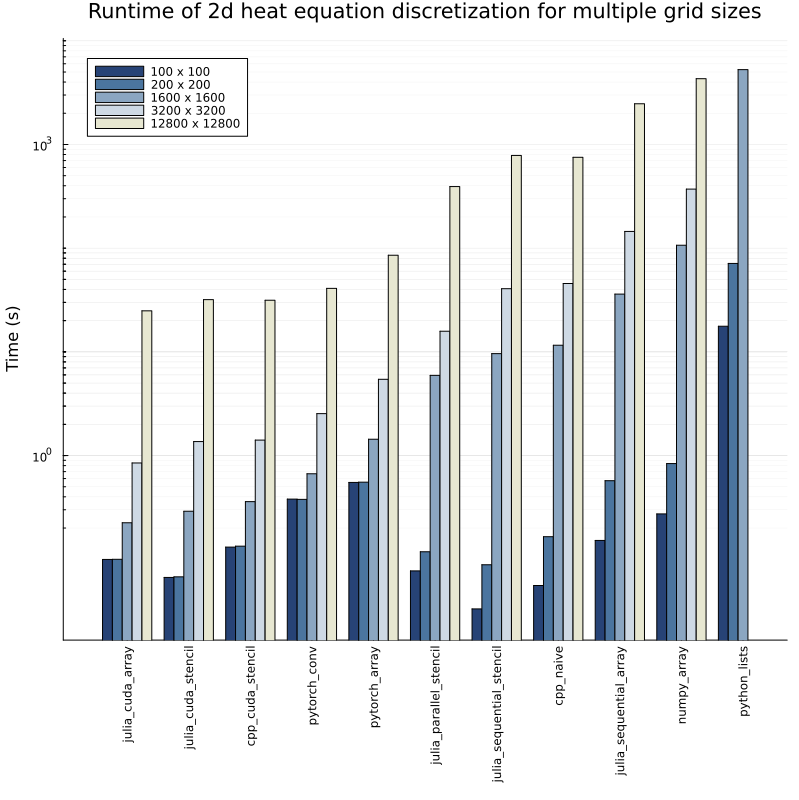 Runtime of 2d heat equation discretization for multiple grid sizes
100 x 100
200 x 200
1600 x 1600
3200 x 3200
12800 x 12800
Time (s)
10³
10⁰
julia_cuda_array
julia_cuda_stencil
cpp_cuda_stencil
pytorch_conv
pytorch_array
julia_parallel_stencil
julia_sequential_stencil
cpp_naive
julia_sequential_array
numpy_array
python_lists